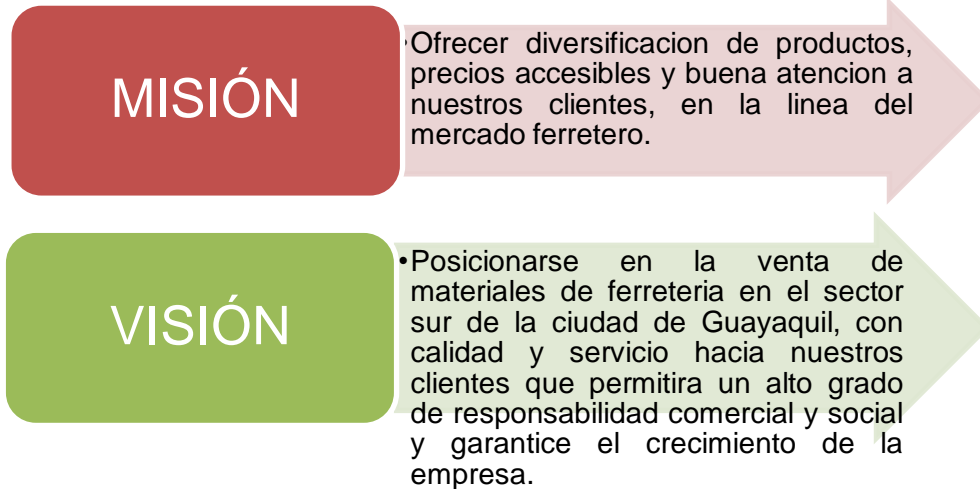 MISIÓN
•Ofrecer diversificacion de productos,
precios accesibles y buena atencion a
nuestros clientes, en la linea del
mercado ferretero.
VISIÓN
•Posicionarse en la venta de
materiales de ferreteria en el sector
sur de la ciudad de Guayaquil, con
calidad y servicio hacia nuestros
clientes que permitira un alto grado
de responsabilidad comercial y social
y garantice el crecimiento de la
empresa.